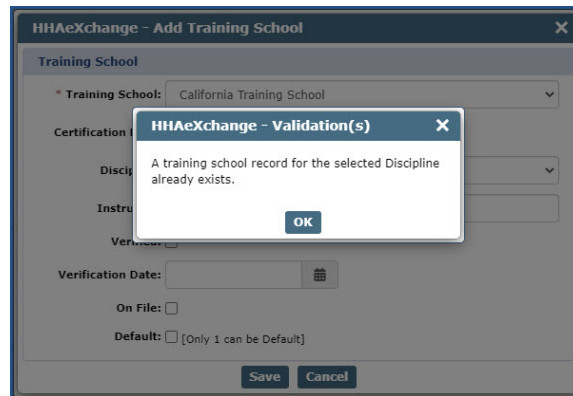 HHAeXchange - Add Training School
Training School
* Training School: California Training School
Certification
HHAeXchange - Validation(s)
A training school record for the selected Discipline
already exists.
OK
Verification Date:
On File:
Default: [Only 1 can be Default]
Save Cancel